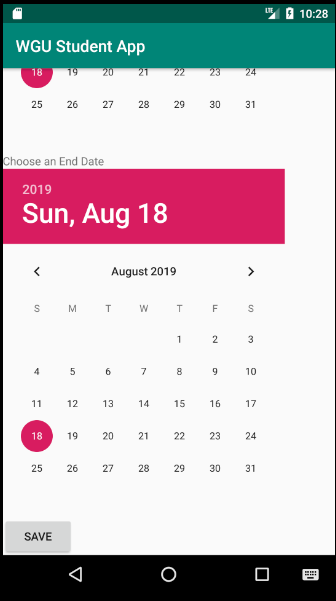 LTE 10:28
WGU Student App
18 19 20 21 22 23 24
25 26 27 28 29 30 31
Choose an End Date
2019
Sun, Aug 18
August 2019
S M T W T F S
1 2 3
4 5 6 7 8 9 10
11 12 13 14 15 16 17
18 19 20 21 22 23 24
25 26 27 28 29 30 31
SAVE